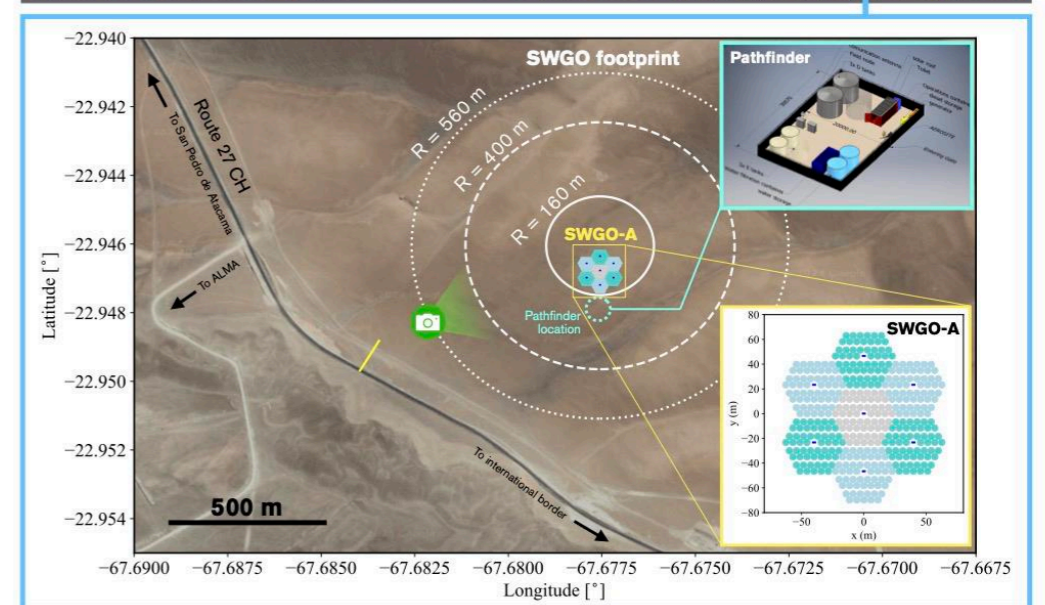 −22.940
−22.942
−22.944
−22.946
−22.948
−22.950
−22.952
−22.954
Latitude [°]
Route 27 CH
To San Pedro de Atacama
To ALMA
SWGO footprint
R = 560 m
R = 400 m
R = 160 m
SWGO-A
Pathfinder
location
To international border
500 m
Pathfinder
Toilet
20000.00
SWGO-A
80
60
40
20
0
−20
−40
−60
−80
y (m)
−50
0
50
x (m)
−67.6900
−67.6875
−67.6850
−67.6825
−67.6800
−67.6775
−67.6750
−67.6725
−67.6700
−67.6675
Longitude [°]